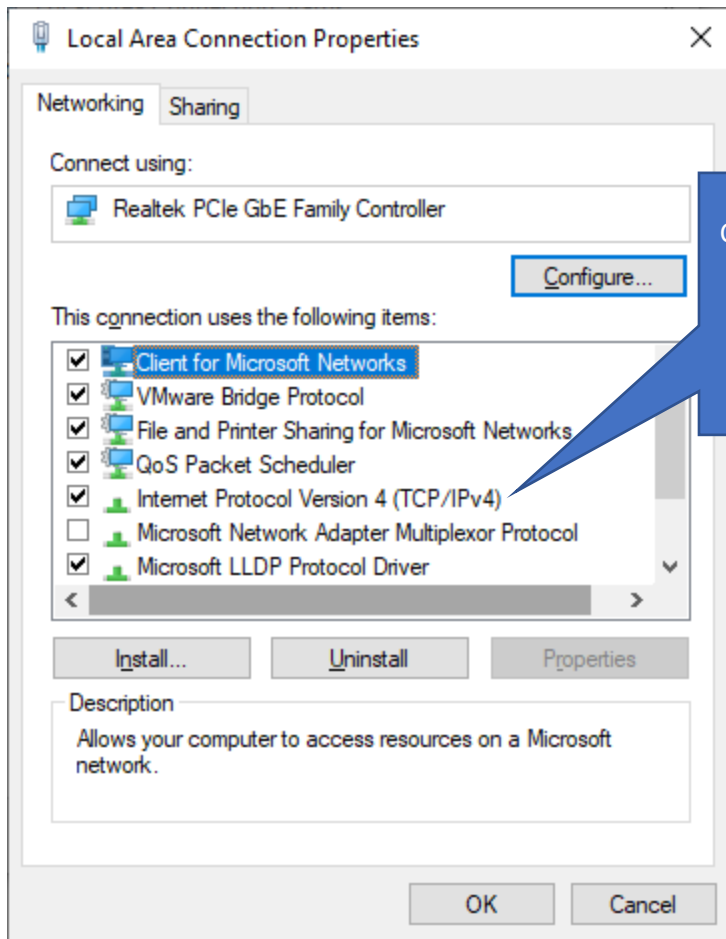 Local Area Connection Properties
Networking Sharing
Connect using:
Realtek PCIe GbE Family Controller
Configure...
This connection uses the following items:
Client for Microsoft Networks
VMware Bridge Protocol
File and Printer Sharing for Microsoft Networks
QoS Packet Scheduler
Internet Protocol Version 4 (TCP/IPv4)
Microsoft Network Adapter Multiplexor Protocol
Microsoft LLDP Protocol Driver
Install... Uninstall Properties
Description
Allows your computer to access resources on a Microsoft
network.
OK Cancel